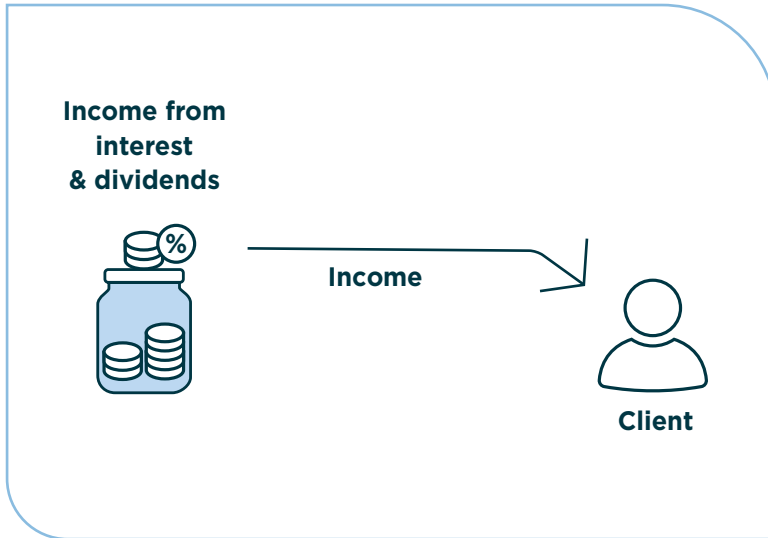 Income from
interest
& dividends
%
Income
Client